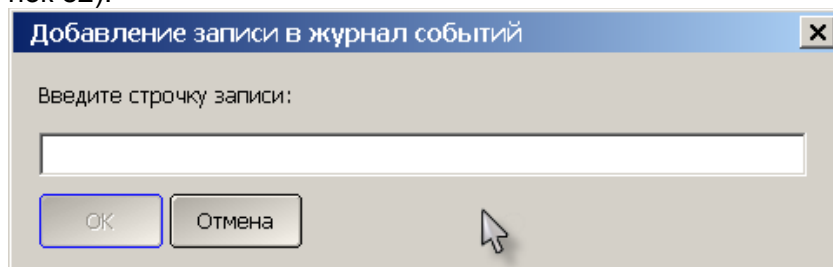 Добавление записи в журнал событий
Введите строчку записи:
OK
Отмена